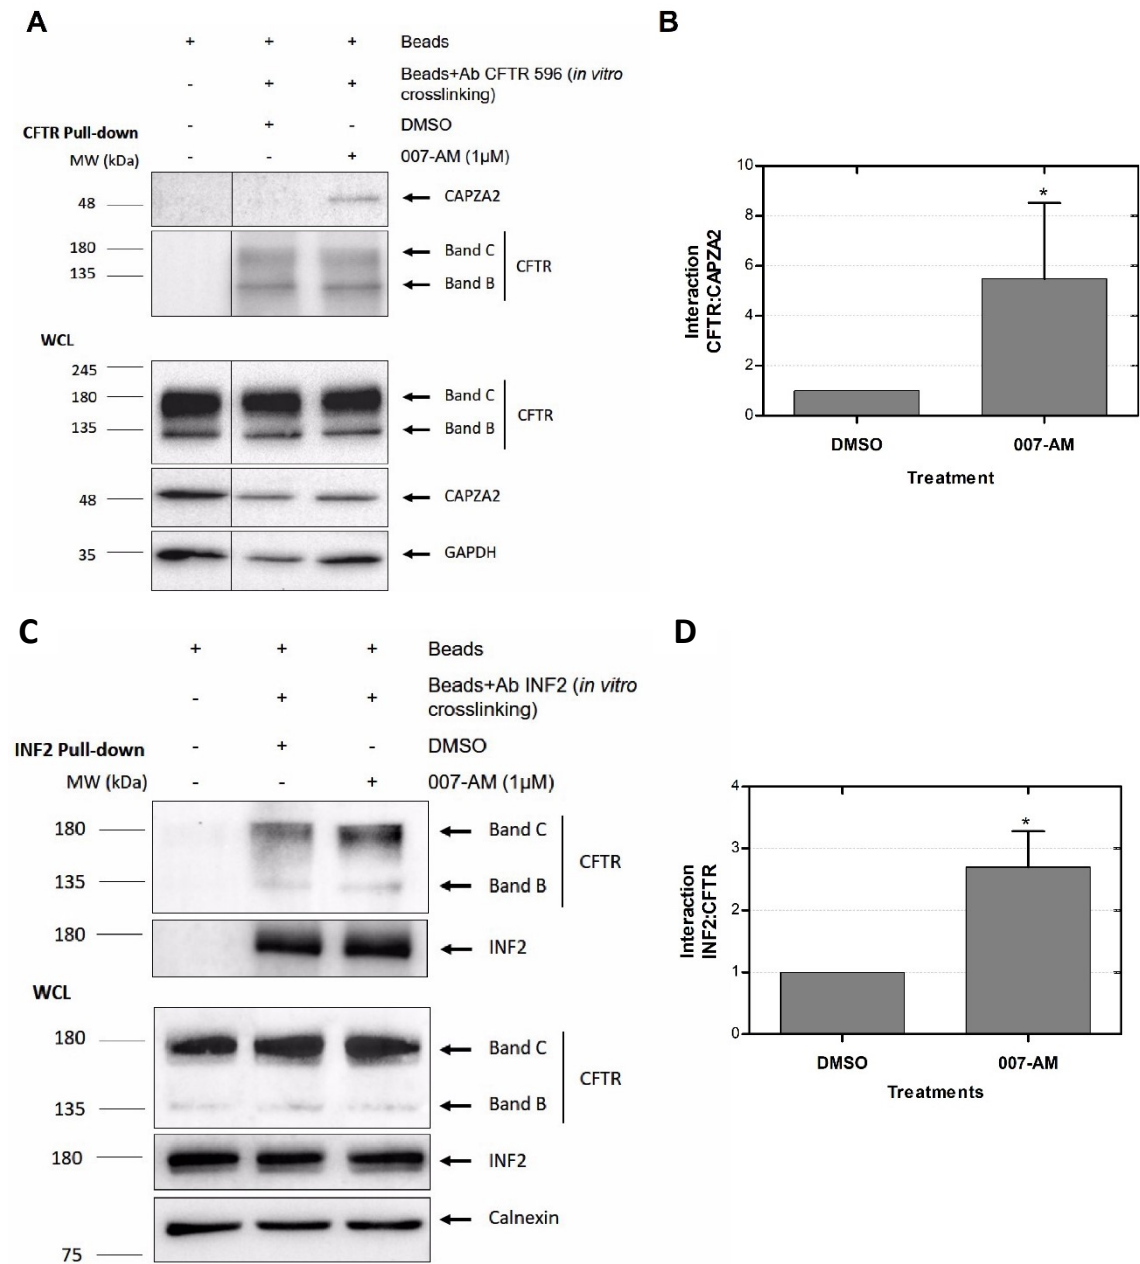 A
+ + + Beads
- + + Beads+Ab CFTR 596 (in vitro
crosslinking)
CFTR Pull-down - + - DMSO
MW (kDa) - - + 007-AM (1µM)
48 CAPZA2
180 Band C
135 Band B
CFTR
WCL
245
180 Band C
135 Band B
CFTR
48 CAPZA2
35 GAPDH
B
10
8
6
4
2
0
Interaction
CFTR:CAPZA2
*
DMSO 007-AM
Treatment
C
+ + + Beads
- + + Beads+Ab INF2 (in vitro
crosslinking)
INF2 Pull-down - + - DMSO
MW (kDa) - - + 007-AM (1µM)
180 Band C
135 Band B
CFTR
180 INF2
WCL
180 Band C
135 Band B
CFTR
180 INF2
Calnexin
75
D
4
3
2
1
0
Interaction
INF2:CFTR
*
DMSO 007-AM
Treatments